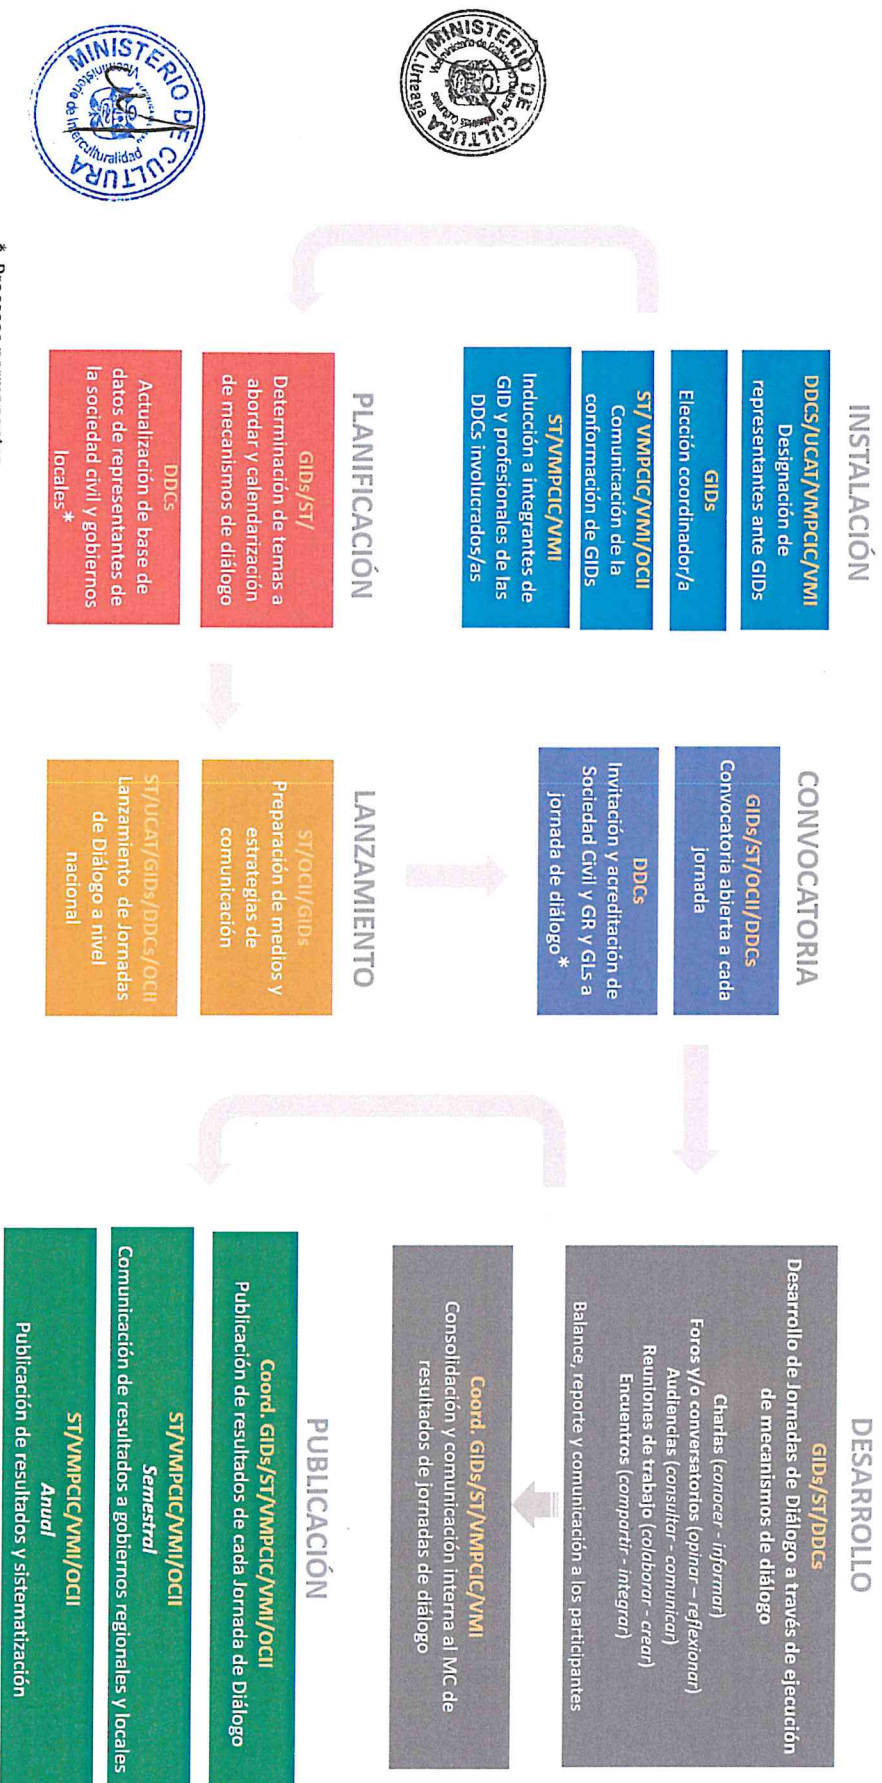 INSTALACIÓN
DDCS/UCAT/VMPCIC/VMI
Designación de
representantes ante GIDs
GIDs
Elección coordinador/a
ST/ VMPCIC/VMI/OCII
Comunicación de la
conformación de GIDs
ST/VMPCIC/VMI
Inducción a integrantes de
GID y profesionales de las
DDCs involucrados/as
PLANIFICACIÓN
GIDs/ST/
Determinación de temas a
abordar y calendarización
de mecanismos de diálogo
DDCs
Actualización de base de
datos de representantes de
la sociedad civil y gobiernos
locales*
LANZAMIENTO
ST/OCII/GIDs
Preparación de medios y
estrategias de
comunicación
ST/UCAT/GIDs/DDCs/OCII
Lanzamiento de Jornadas
de Diálogo a nivel
nacional
CONVOCATORIA
GIDs/ST/OCII/DDCs
Convocatoria abierta a cada
jornada
DDCs
Invitación y acreditación de
Sociedad Civil y GR y GLs a
jornada de diálogo*
DESARROLLO
GIDs/ST/DDCs
Desarrollo de Jornadas de Diálogo a través de ejecución
de mecanismos de diálogo
Charlas (conocer - informar)
Foros y/o conversatorios (opinar – reflexionar)
Audiencias (consultar - comunicar)
Reuniones de trabajo (colaborar - crear)
Encuentros (compartir - integrar)
Balance, reporte y comunicación a los participantes
Coord. GIDs/ST/VMPCIC/VMI
Consolidación y comunicación interna al MC de
resultados de jornadas de diálogo
PUBLICACIÓN
Coord. GIDs/ST/VMPCIC/VMI/OCII
Publicación de resultados de cada Jornada de Diálogo
ST/VMPCIC/VMI/OCII
Semestral
Comunicación de resultados a gobiernos regionales y locales
ST/VMPCIC/VMI/OCII
Anual
Publicación de resultados y sistematización
MINISTERIO DE CULTURA
L Urteaga
MINISTERIO DE CULTURA
Viceministerio de Interculturalidad